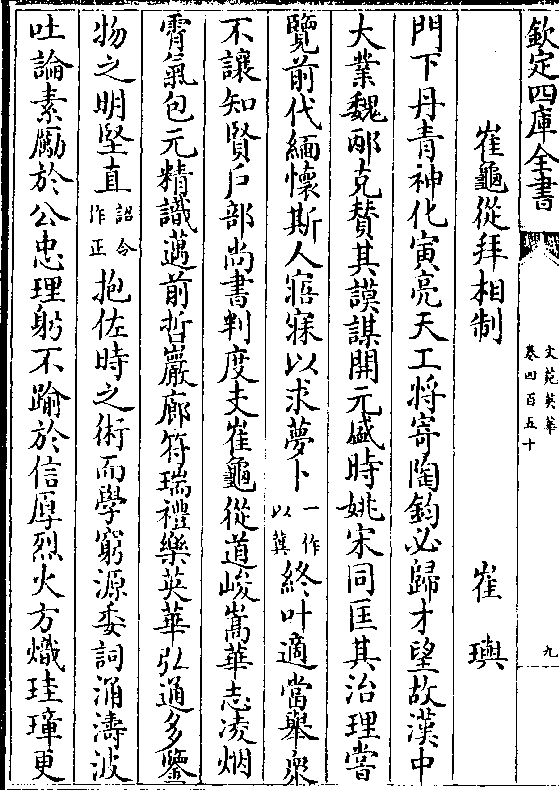 欽定四庫全書
文苑英華
卷四百五十
九
崔龜從拜相制
崔璵
門下丹青神化寅亮天工將寄陶鈞必歸才望故漢中
大業魏邴克賛其謨謀開元盛時姚宋同匡其治理嘗
覽前代緬懷斯人寤寐以求夢卜一作以龔終叶適當舉衆
不讓知賢戶部尚書判度支崔龜從道峻嵩華志凌烟
霄氣包元精識邁前哲巖廊符瑞禮樂英華弘通多鑒
物之明堅直詔令作正抱佐時之術而學窮源委詞涌濤波
吐論素勵於公忠理躬不踰於信厚烈火方熾珪璋更